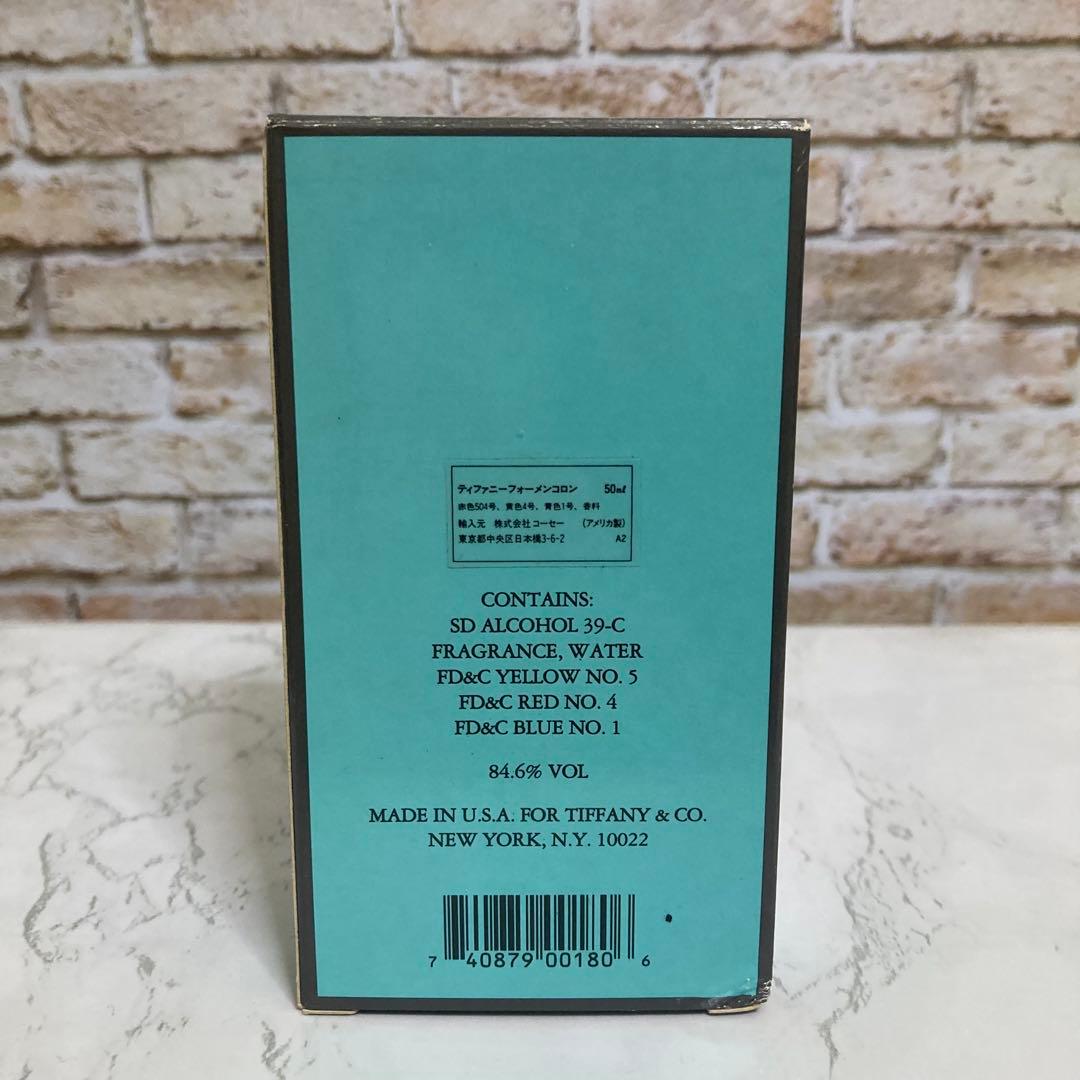 ティファニーフォーメンコロン 50ml
赤色504号、黄色4号、青色1号、香料
輸入元 株式会社コーセー (アメリカ製)
東京都中央区日本橋3-6-2 A2
CONTAINS:
SD ALCOHOL 39-C
FRAGRANCE, WATER
FD&C YELLOW NO. 5
FD&C RED NO. 4
FD&C BLUE NO. 1
84.6% VOL
MADE IN U.S.A. FOR TIFFANY & CO.
NEW YORK, N.Y. 10022
7 40879 00180 6